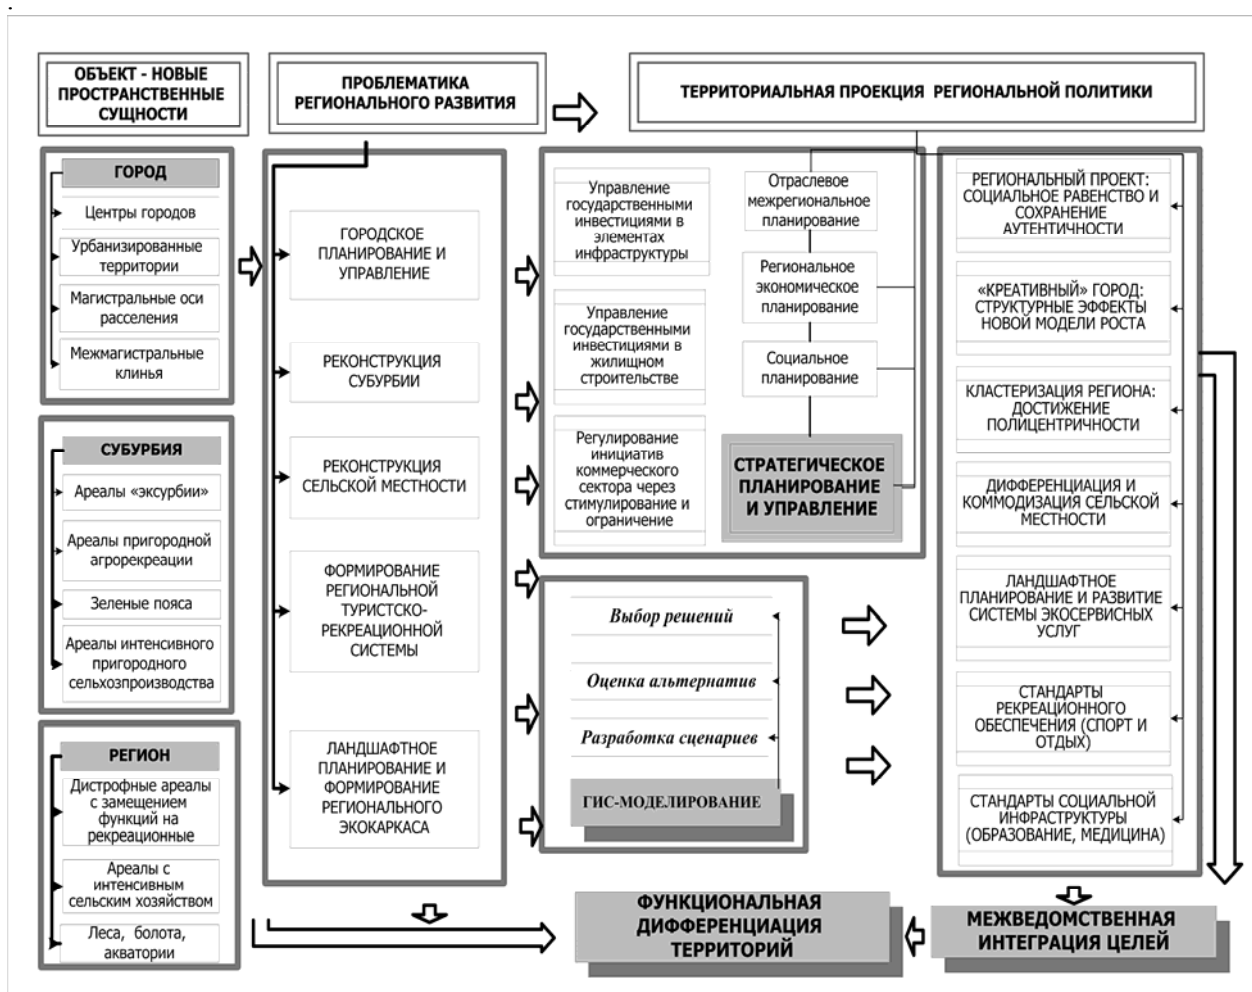 ОБЪЕКТ - НОВЫЕ
ПРОСТРАНСТВЕННЫЕ
СУЩНОСТИ
ПРОБЛЕМАТИКА
РЕГИОНАЛЬНОГО РАЗВИТИЯ
ТЕРРИТОРИАЛЬНАЯ ПРОЕКЦИЯ РЕГИОНАЛЬНОЙ ПОЛИТИКИ
ГОРОД
Центры городов
Урбанизированные
территории
Магистральные оси
расселения
Межмагистральные
клинья
СУБУРБИЯ
Ареалы «эксурбии»
Ареалы пригородной
агрорекреации
Зеленые пояса
Ареалы интенсивного
пригородного
сельхозпроизводства
РЕГИОН
Дистрофные ареалы
с замещением
функций на
рекреационные
Ареалы с
интенсивным
сельским хозяйством
Леса, болота,
акватории
ГОРОДСКОЕ
ПЛАНИРОВАНИЕ И
УПРАВЛЕНИЕ
РЕКОНСТРУКЦИЯ
СУБУРБИИ
РЕКОНСТРУКЦИЯ
СЕЛЬСКОЙ МЕСТНОСТИ
ФОРМИРОВАНИЕ
РЕГИОНАЛЬНОЙ
ТУРИСТСКО-
РЕКРЕАЦИОННОЙ
СИСТЕМЫ
ЛАНДШАФТНОЕ
ПЛАНИРОВАНИЕ И
ФОРМИРОВАНИЕ
РЕГИОНАЛЬНОГО
ЭКОКАРКАСА
Управление
государственными
инвестициями в
элементах
инфраструктуры
Управление
государственными
инвестициями в
жилищном
строительстве
Регулирование
инициатив
коммерческого
сектора через
стимулирование и
ограничение
Отраслевое
межрегиональное
планирование
Региональное
экономическое
планирование
Социальное
планирование
СТРАТЕГИЧЕСКОЕ
ПЛАНИРОВАНИЕ
И УПРАВЛЕНИЕ
Выбор решений
Оценка альтернатив
Разработка сценариев
ГИС-МОДЕЛИРОВАНИЕ
РЕГИОНАЛЬНЫЙ ПРОЕКТ:
СОЦИАЛЬНОЕ РАВЕНСТВО И
СОХРАНЕНИЕ
АУТЕНТИЧНОСТИ
«КРЕАТИВНЫЙ» ГОРОД:
СТРУКТУРНЫЕ ЭФФЕКТЫ
НОВОЙ МОДЕЛИ РОСТА
КЛАСТЕРИЗАЦИЯ РЕГИОНА:
ДОСТИЖЕНИЕ
ПОЛИЦЕНТРИЧНОСТИ
ДИФФЕРЕНЦИАЦИЯ И
КОММОДИЗАЦИЯ СЕЛЬСКОЙ
МЕСТНОСТИ
ЛАНДШАФТНОЕ
ПЛАНИРОВАНИЕ И РАЗВИТИЕ
СИСТЕМЫ ЭКОСЕРВИСНЫХ
УСЛУГ
СТАНДАРТЫ
РЕКРЕАЦИОННОГО
ОБЕСПЕЧЕНИЯ (СПОРТ И
ОТДЫХ)
СТАНДАРТЫ СОЦИАЛЬНОЙ
ИНФРАСТРУКТУРЫ
(ОБРАЗОВАНИЕ, МЕДИЦИНА)
ФУНКЦИОНАЛЬНАЯ
ДИФФЕРЕНЦИАЦИЯ
ТЕРРИТОРИЙ
МЕЖВЕДОМСТВЕННАЯ
ИНТЕГРАЦИЯ ЦЕЛЕЙ